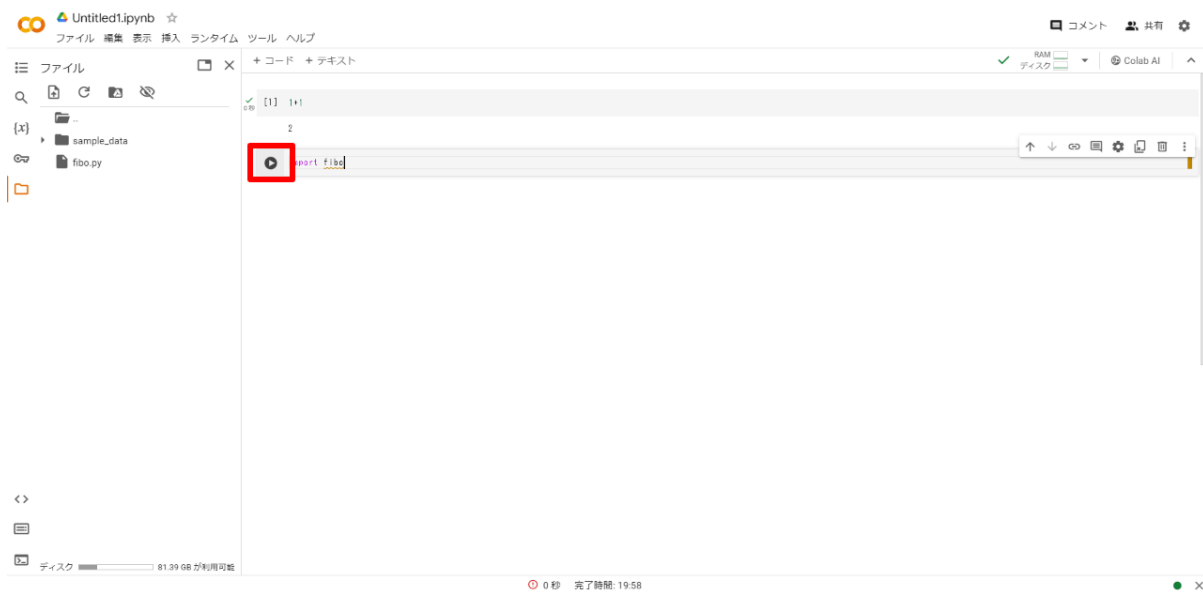 Untitled1.ipynb
ファイル 編集 表示 挿入 ランタイム ツール ヘルプ
コメント 共有
ファイル
+ コード + テキスト
RAM
ディスク
Colab AI
{x}
..
sample_data
fibo.py
[1] 1+1
0秒
2
port fibo
<>
ディスク 81.39 GB が利用可能
0 秒 完了時間: 19:58